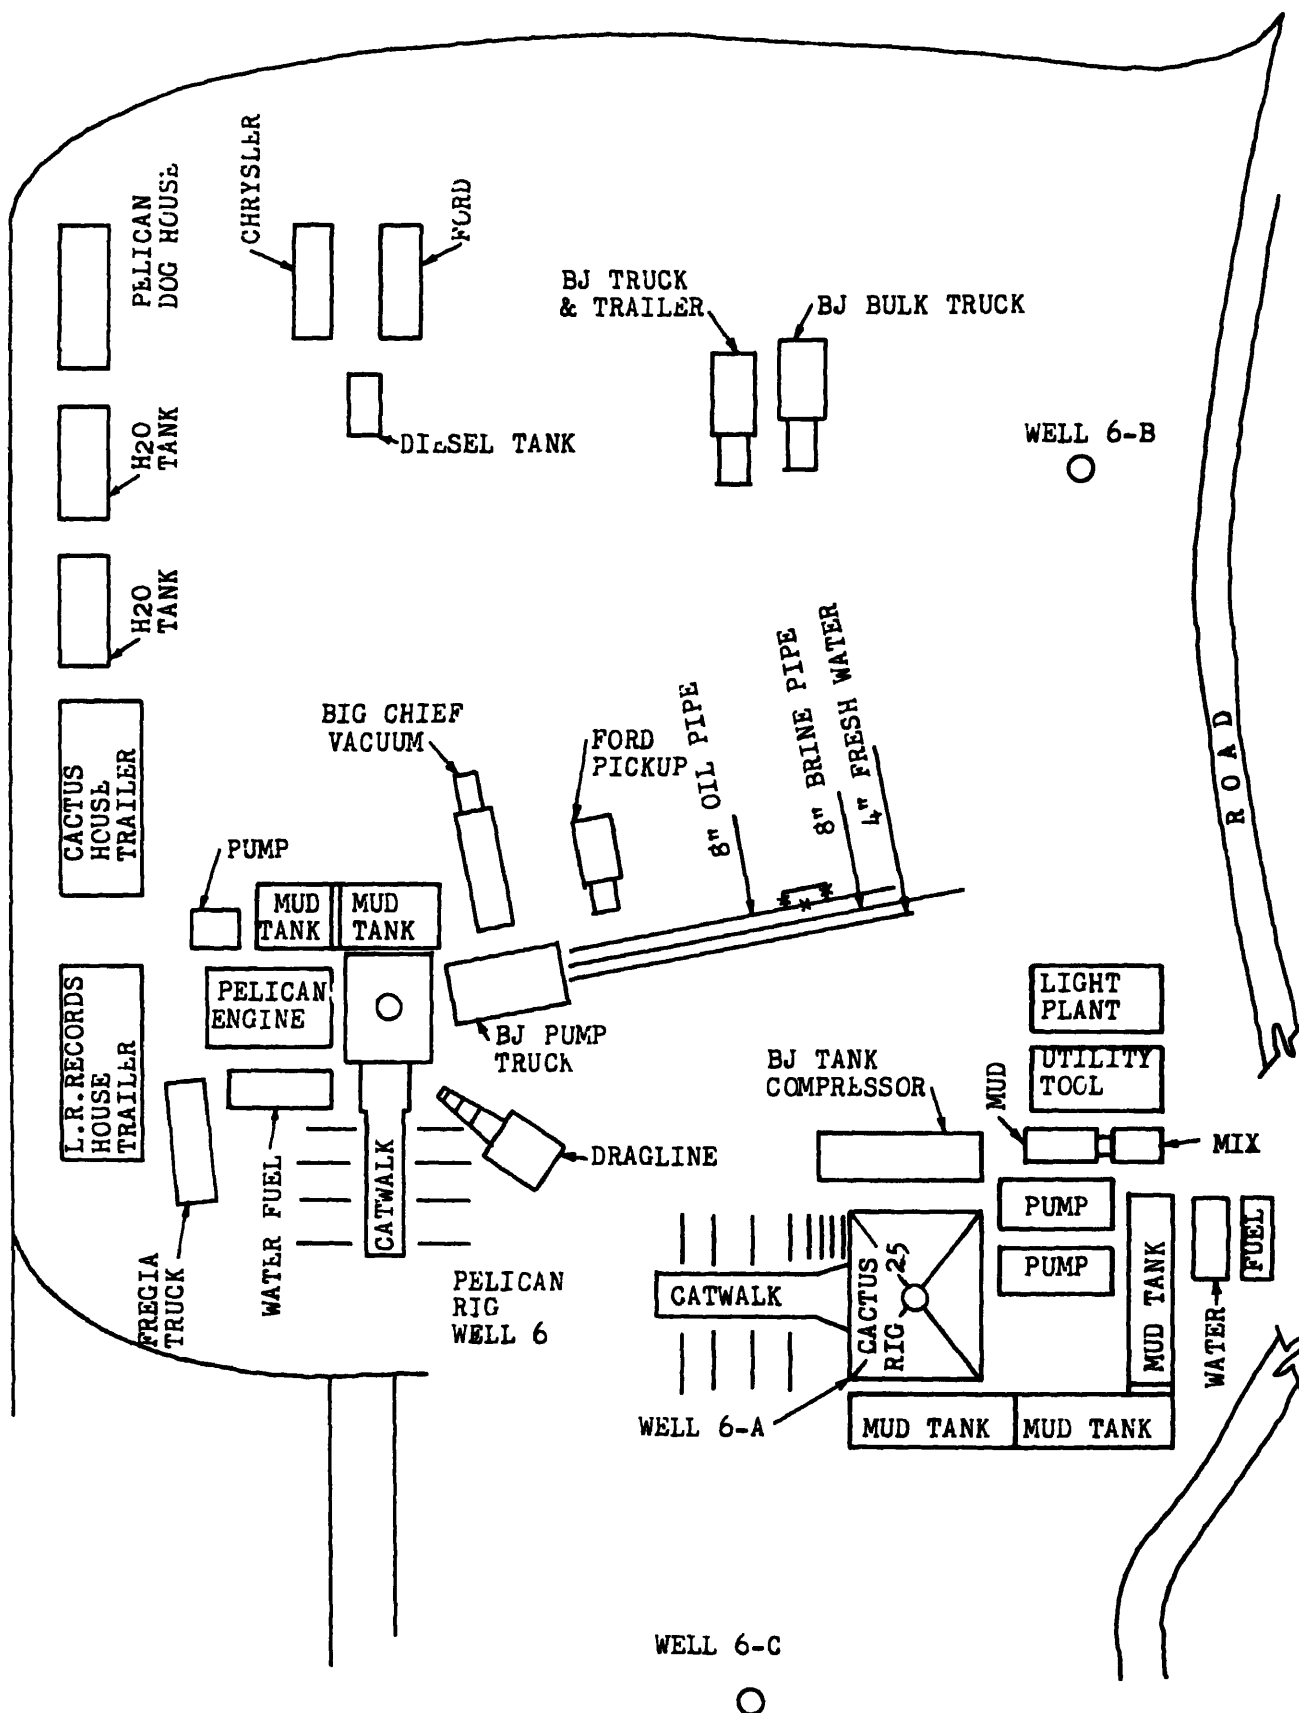 CHRYSLER
PELICAN
DOG HOUSE
FORD
BJ TRUCK
& TRAILER
BJ BULK TRUCK
H2O
TANK
DIESEL TANK
WELL 6-B
H2O
TANK
8" OIL PIPE
8" BRINE PIPE
4" FRESH WATER
ROAD
BIG CHIEF
VACUUM
FORD
PICKUP
CACTUS
HOUSE
TRAILER
PUMP
MUD
TANK
MUD
TANK
L.R.RECORDS
HOUSE
TRAILER
PELICAN
ENGINE
BJ PUMP
TRUCK
LIGHT
PLANT
BJ TANK
COMPRESSOR
MUD
UTILITY
TOOL
MIX
DRAGLINE
CATWALK
WATER FUEL
FREGIA
TRUCK
PUMP
PUMP
MUD TANK
WATER
FUEL
PELICAN
RIG
WELL 6
CATWALK
CACTUS
RIG 25
WELL 6-A
MUD TANK
MUD TANK
WELL 6-C